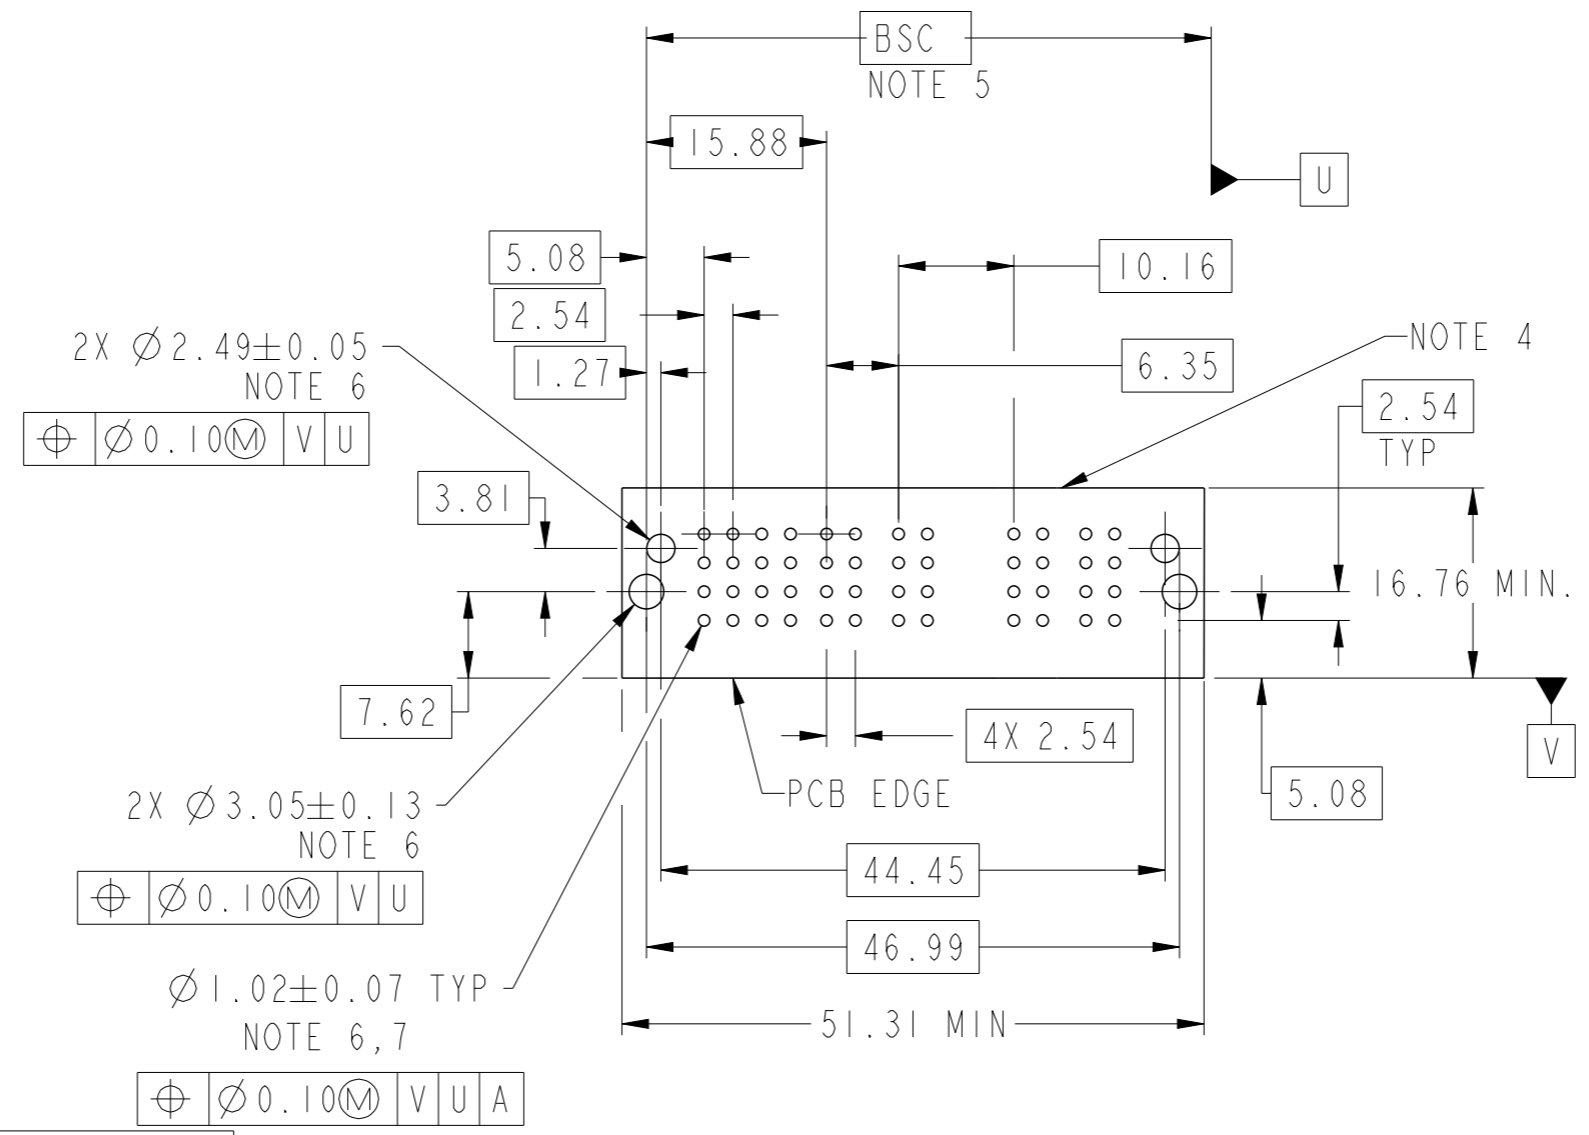 BSC
NOTE 5
15.88
U
5.08
10.16
2.54
2X ⌀2.49±0.05
NOTE 6
1.27
6.35
NOTE 4
2.54
TYP
⌖ ⌀0.10Ⓜ V U
3.81
16.76 MIN.
7.62
4X 2.54
V
PCB EDGE
5.08
2X ⌀3.05±0.13
NOTE 6
44.45
⌖ ⌀0.10Ⓜ V U
46.99
⌀1.02±0.07 TYP
NOTE 6,7
51.31 MIN
⌖ ⌀0.10Ⓜ V U A